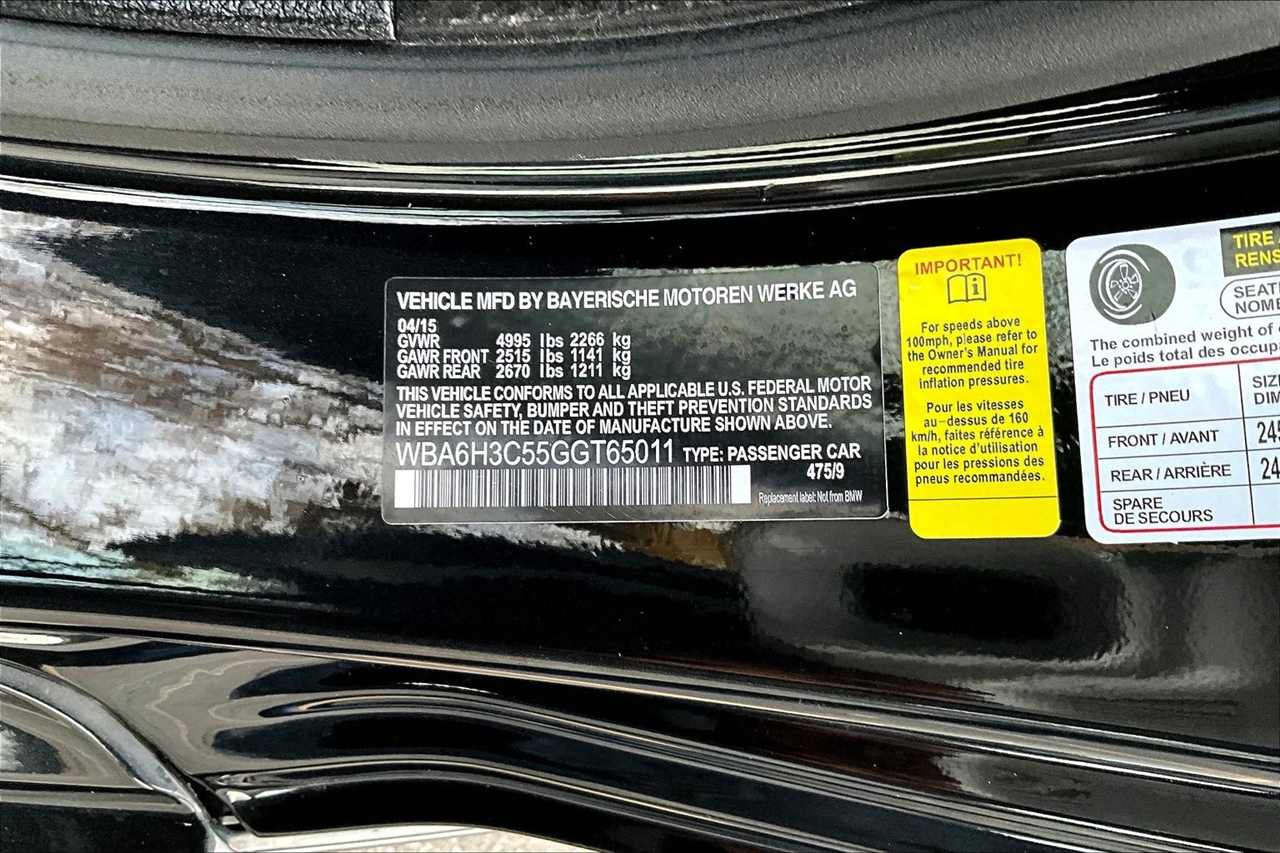 VEHICLE MFD BY BAYERISCHE MOTOREN WERKE AG
04/15
GVWR 4995 lbs 2266 kg
GAWR FRONT 2515 lbs 1141 kg
GAWR REAR 2670 lbs 1211 kg
THIS VEHICLE CONFORMS TO ALL APPLICABLE U.S. FEDERAL MOTOR
VEHICLE SAFETY, BUMPER AND THEFT PREVENTION STANDARDS
IN EFFECT ON THE DATE OF MANUFACTURE SHOWN ABOVE.
WBA6H3C55GGT65011 TYPE: PASSENGER CAR
475/9
Replacement label: Not from BMW
IMPORTANT!
i
For speeds above
100mph, please refer to
the Owner's Manual for
recommended tire
inflation pressures.
Pour les vitesses
au-dessus de 160
km/h, faites référence à
la notice d'utilisation
pour les pressions des
pneus recommandées.
TIRE
RENS
SEATI
NOME
The combined weight of
Le poids total des occupa
TIRE / PNEU
SIZE
DIM
FRONT / AVANT 245
REAR / ARRIÈRE 24
SPARE
DE SECOURS